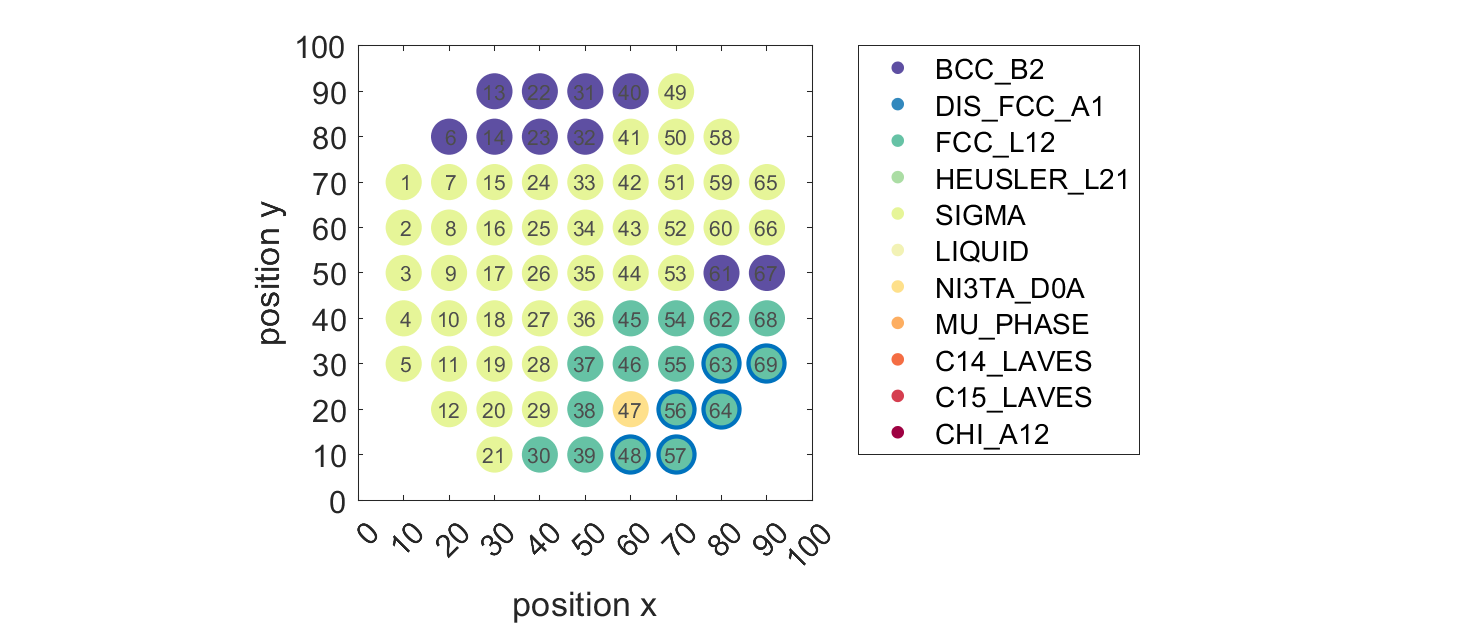 100
90 13 22 31 40 49
80 6 14 23 32 41 50 58
70 1 7 15 24 33 42 51 59 65
60 2 8 16 25 34 43 52 60 66
50 3 9 17 26 35 44 53 61 67
40 4 10 18 27 36 45 54 62 68
30 5 11 19 28 37 46 55 63 69
20 12 20 29 38 47 56 64
10 21 30 39 48 57
0
0 10 20 30 40 50 60 70 80 90 100
position x
position y
BCC_B2
DIS_FCC_A1
FCC_L12
HEUSLER_L21
SIGMA
LIQUID
NI3TA_D0A
MU_PHASE
C14_LAVES
C15_LAVES
CHI_A12